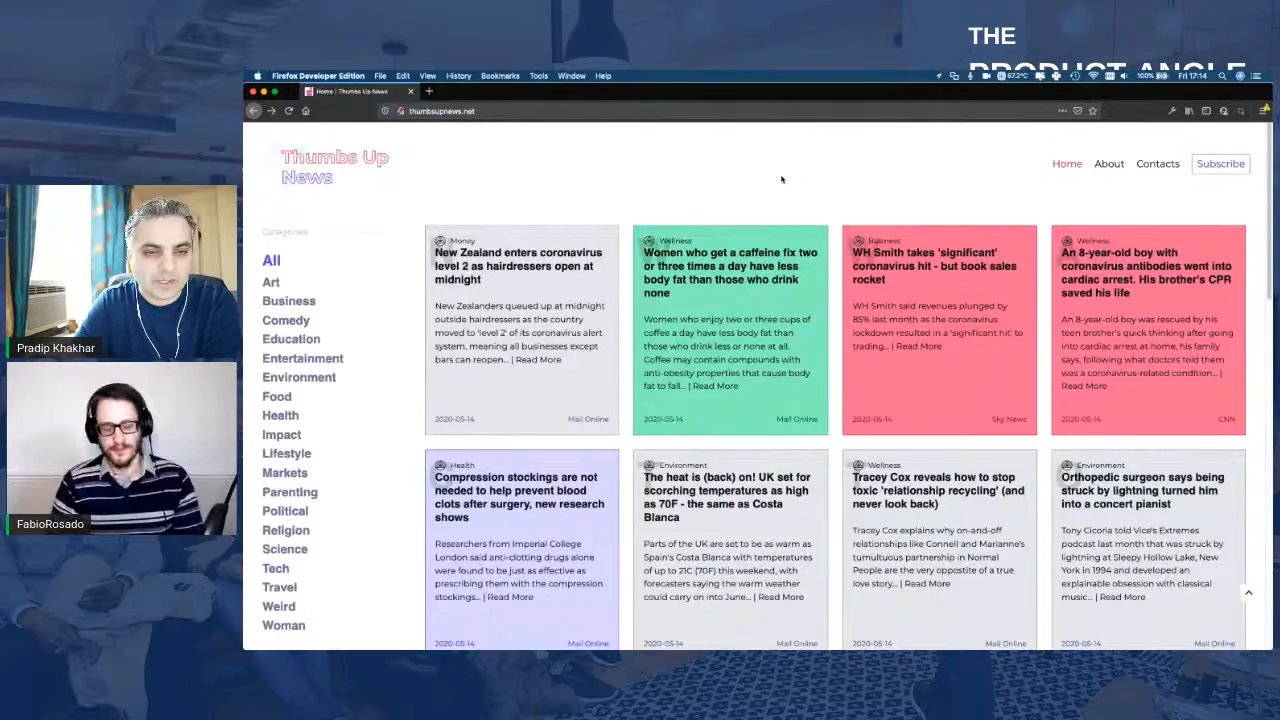 THE
PRODUCT ANGLE
Firefox Developer Edition File Edit View History Bookmarks Tools Window Help
67.2°C 100% Fri 17:14
Home | Thumbs Up News
thumbsupnews.net
Thumbs Up
News
Home About Contacts Subscribe
Pradip Khakhar
FabioRosado
Categories
All
Art
Business
Comedy
Education
Entertainment
Environment
Food
Health
Impact
Lifestyle
Markets
Parenting
Political
Religion
Science
Tech
Travel
Weird
Woman
Money
New Zealand enters coronavirus
level 2 as hairdressers open at
midnight
New Zealanders queued up at midnight
outside hairdressers as the country
moved to 'level 2' of its coronavirus alert
system, meaning all businesses except
bars can reopen... | Read More
2020-05-14 Mail Online
Wellness
Women who get a caffeine fix two
or three times a day have less
body fat than those who drink
none
Women who enjoy two or three cups of
coffee a day have less body fat than
those who drink less or none at all.
Coffee may contain compounds with
anti-obesity properties that cause body
fat to fall... | Read More
2020-05-14 Mail Online
Business
WH Smith takes 'significant'
coronavirus hit - but book sales
rocket
WH Smith said revenues plunged by
85% last month as the coronavirus
lockdown resulted in a 'significant hit' to
trading... | Read More
2020-05-14 Sky News
Wellness
An 8-year-old boy with
coronavirus antibodies went into
cardiac arrest. His brother's CPR
saved his life
An 8-year-old boy was rescued by his
teen brother's quick thinking after going
into cardiac arrest at home, his family
says, following what doctors told them
was a coronavirus-related condition... |
Read More
2020-05-14 CNN
Health
Compression stockings are not
needed to help prevent blood
clots after surgery, new research
shows
Researchers from Imperial College
London said anti-clotting drugs alone
were found to be just as effective as
prescribing them with the compression
stockings... | Read More
2020-05-14 Mail Online
Environment
The heat is (back) on! UK set for
scorching temperatures as high
as 70F - the same as Costa
Blanca
Parts of the UK are set to be as warm as
Spain's Costa Blanca with temperatures
of up to 21C (70F) this weekend, with
forecasters saying the warm weather
could carry on into June... | Read More
2020-05-14 Mail Online
Wellness
Tracey Cox reveals how to stop
toxic 'relationship recycling' (and
never look back)
Tracey Cox explains why on-and-off
relationships like Connell and Marianne's
tumultuous partnership in Normal
People are the very opposite of a true
love story... | Read More
2020-05-14 Mail Online
Environment
Orthopedic surgeon says being
struck by lightning turned him
into a concert pianist
Tony Cicoria told Vice's Extremes
podcast last month that was struck by
lightning at Sleepy Hollow Lake, New
York in 1994 and developed an
explainable obsession with classical
music... | Read More
2020-05-14 Mail Online